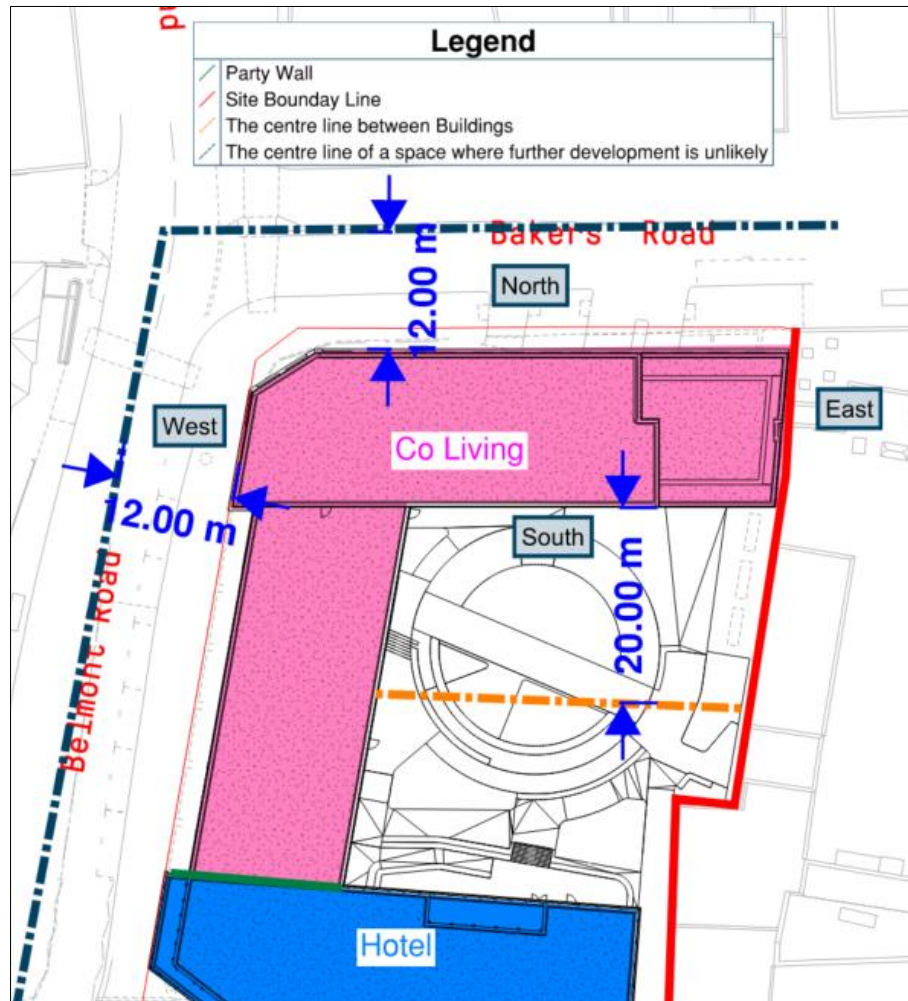 Legend
Party Wall
Site Bounday Line
The centre line between Buildings
The centre line of a space where further development is unlikely
Bakers Road
North
12.00 m
West
East
Co Living
12.00 m
South
20.00 m
Belmont Road
Hotel